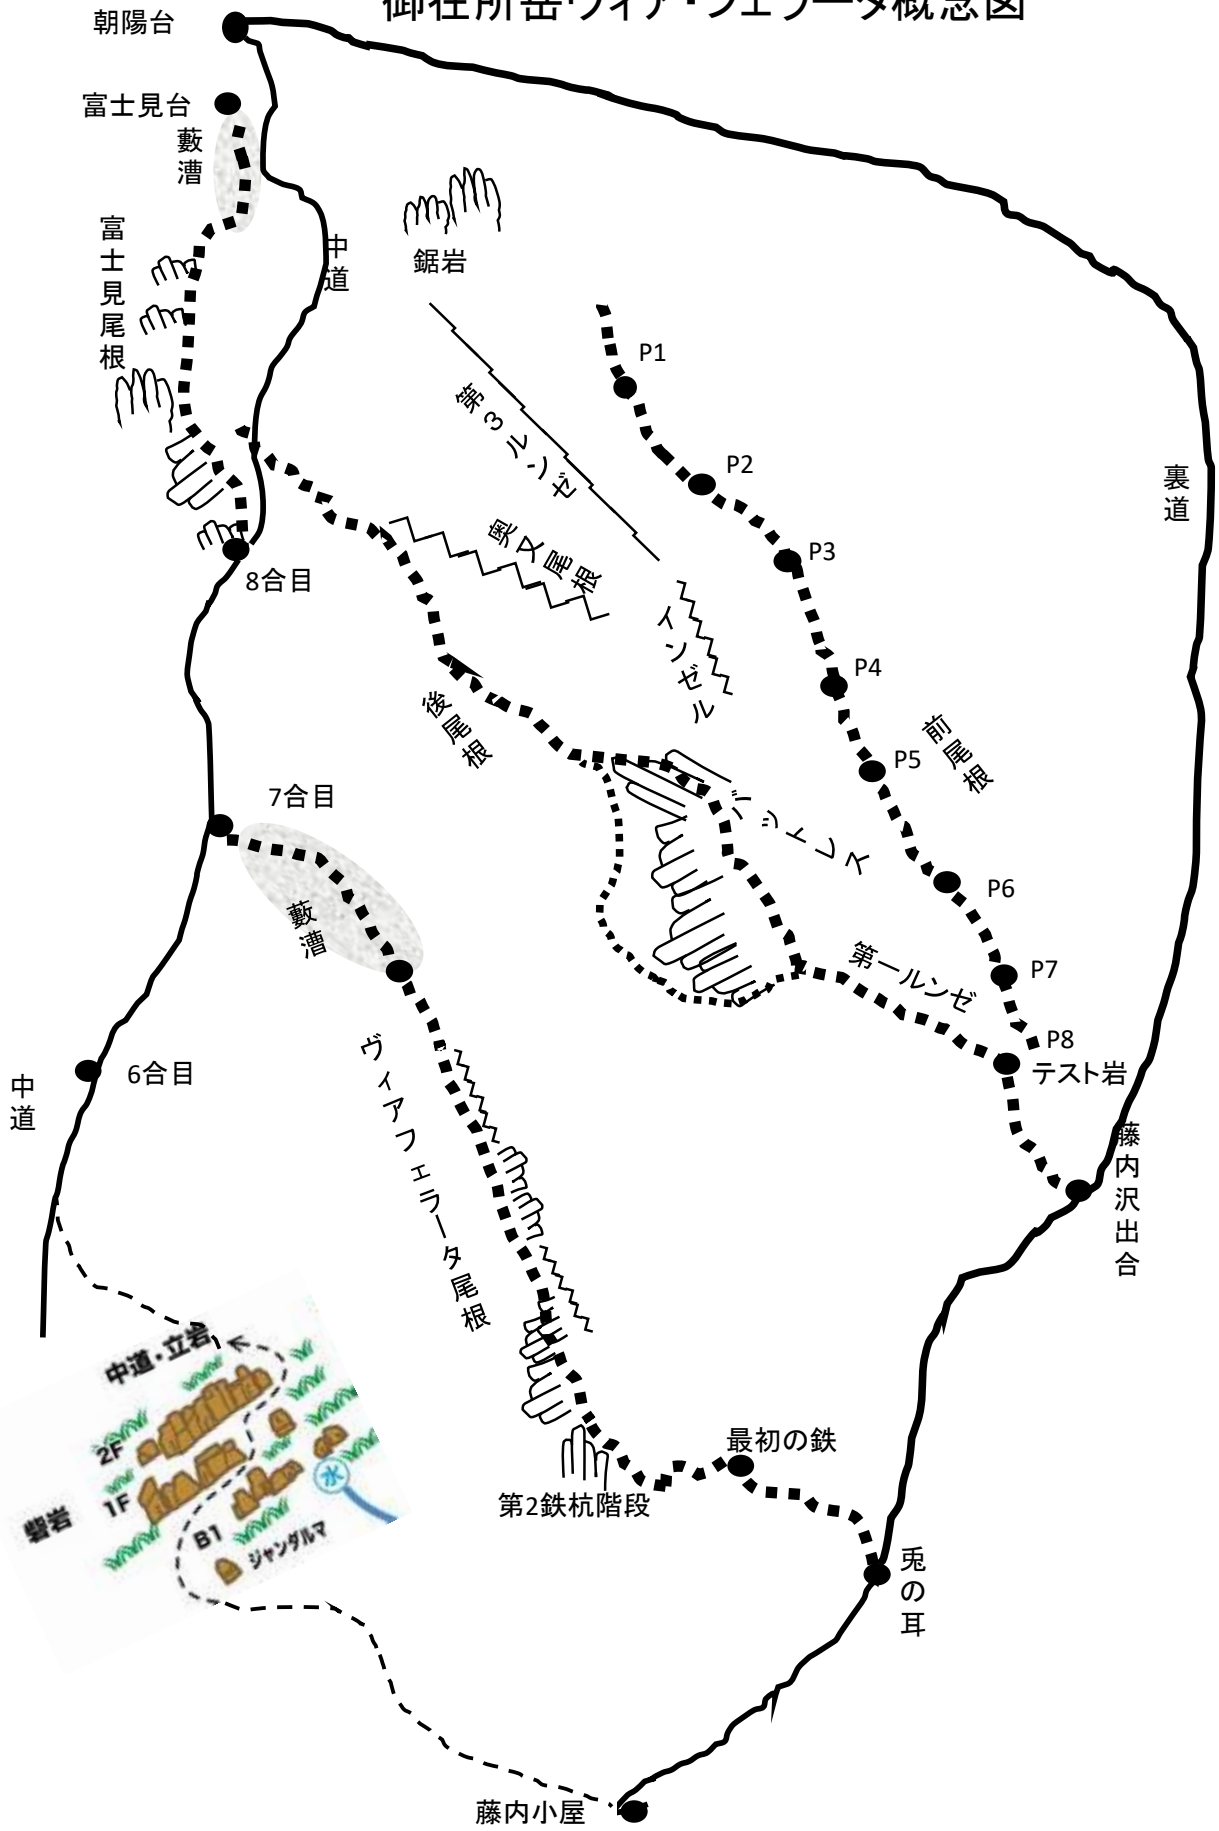 御在所岳ヴィア・フェラータ概念図
朝陽台
富士見台
藪漕
富士見尾根
中道
鋸岩
P1
第3ルンゼ
P2
裏道
奥又尾根
P3
8合目
インゼル
P4
後尾根
前尾根
P5
7合目
バットレス
P6
藪漕
第一ルンゼ
P7
P8
テスト岩
ヴィアフェラータ尾根
6合目
中道
藤内沢出合
中道・立岩
2F
1F
砦岩
B1
水
ジャンダルマ
最初の鉄
第2鉄杭階段
兎の耳
藤内小屋